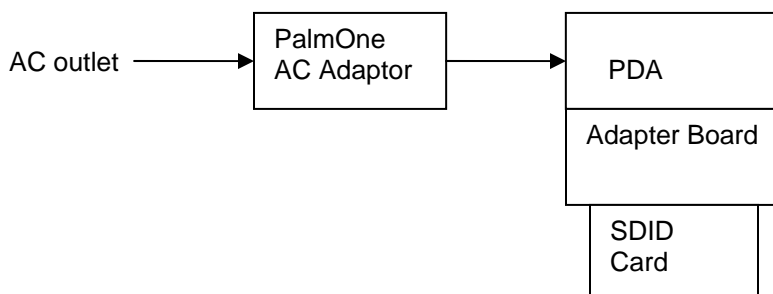 AC outlet
PalmOne
AC Adaptor
PDA
Adapter Board
SDID
Card